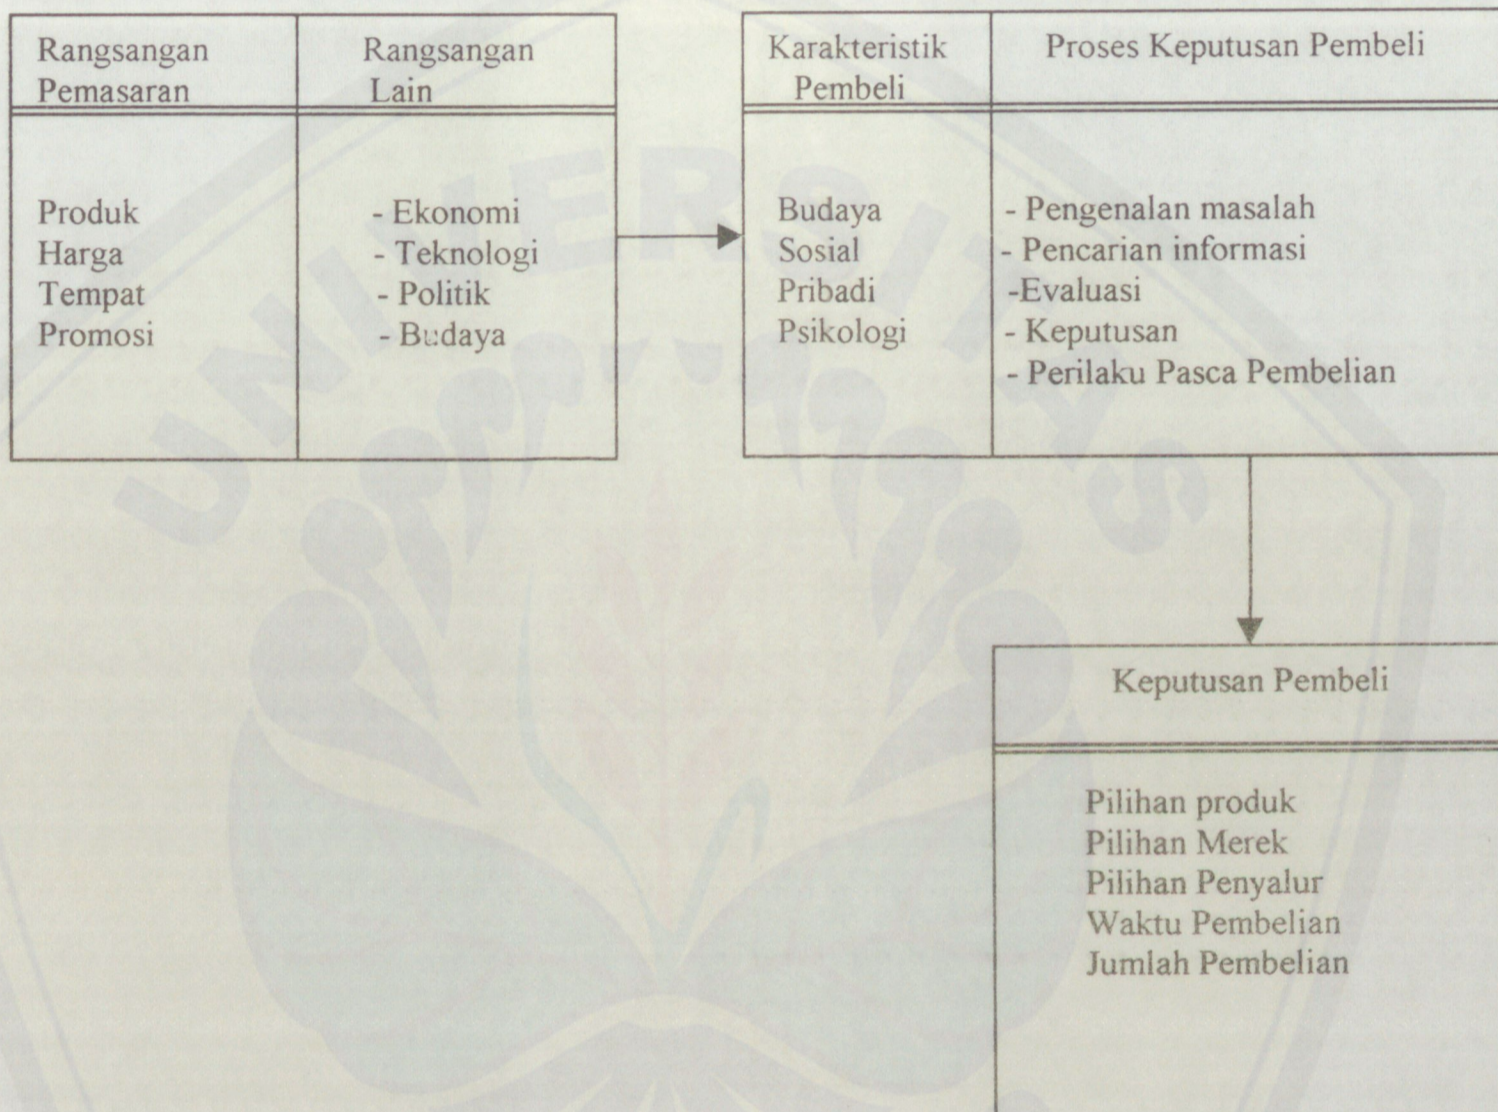 Rangsangan
Pemasaran
Rangsangan
Lain
Produk
Harga
Tempat
Promosi
- Ekonomi
- Teknologi
- Politik
- Budaya
Karakteristik
Pembeli
Proses Keputusan Pembeli
Budaya
Sosial
Pribadi
Psikologi
- Pengenalan masalah
- Pencarian informasi
-Evaluasi
- Keputusan
- Perilaku Pasca Pembelian
Keputusan Pembeli
Pilihan produk
Pilihan Merek
Pilihan Penyalur
Waktu Pembelian
Jumlah Pembelian
UNIVERSITAS